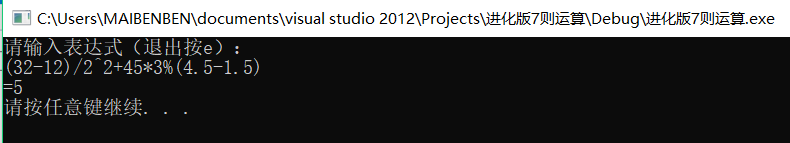 C:\Users\MAIBENBEN\documents\visual studio 2012\Projects\进化版7则运算\Debug\进化版7则运算.exe
请输入表达式（退出按e）：
(32-12)/2^2+45*3%(4.5-1.5)
=5
请按任意键继续. . .